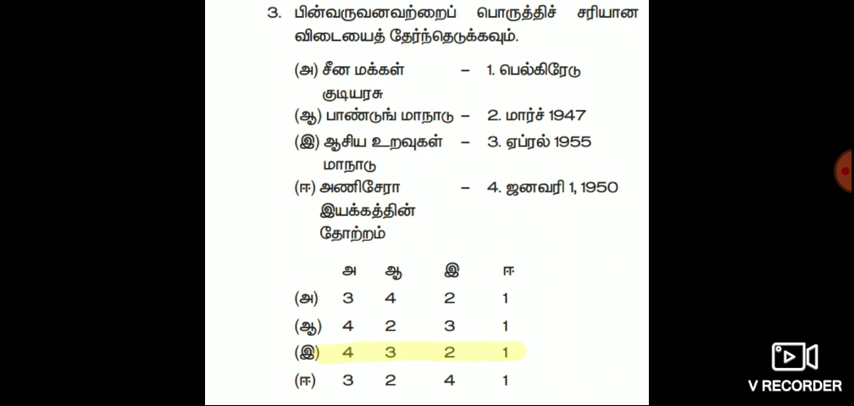 3. பின்வருவனவற்றைப் பொருத்திச் சரியான
விடையைத் தேர்ந்தெடுக்கவும்.
(அ) சீன மக்கள் – 1. பெல்கிரேடு
குடியரசு
(ஆ) பாண்டுங் மாநாடு – 2. மார்ச் 1947
(இ) ஆசிய உறவுகள் – 3. ஏப்ரல் 1955
மாநாடு
(ஈ) அணிசேரா – 4. ஜனவரி 1, 1950
இயக்கத்தின்
தோற்றம்
அ ஆ இ ஈ
(அ) 3 4 2 1
(ஆ) 4 2 3 1
(இ) 4 3 2 1
(ஈ) 3 2 4 1
V RECORDER